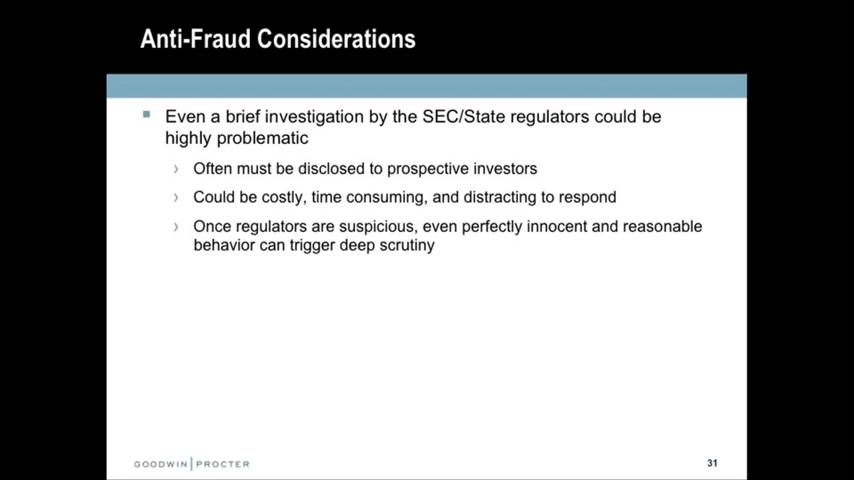 Anti-Fraud Considerations
Even a brief investigation by the SEC/State regulators could be
highly problematic
Often must be disclosed to prospective investors
Could be costly, time consuming, and distracting to respond
Once regulators are suspicious, even perfectly innocent and reasonable
behavior can trigger deep scrutiny
GOODWIN PROCTER
31